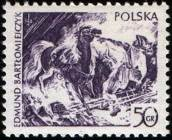 POLSKA
EDMUND BARTŁOMIEJCZYK
50 GR